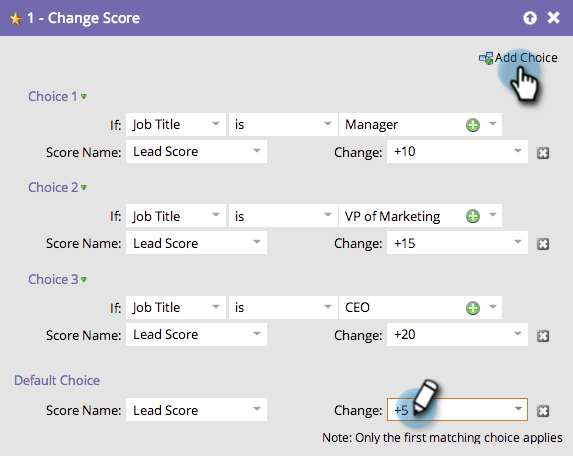 1 - Change Score
Add Choice
Choice 1
If: Job Title is Manager
Score Name: Lead Score Change: +10
Choice 2
If: Job Title is VP of Marketing
Score Name: Lead Score Change: +15
Choice 3
If: Job Title is CEO
Score Name: Lead Score Change: +20
Default Choice
Score Name: Lead Score Change: +5
Note: Only the first matching choice applies